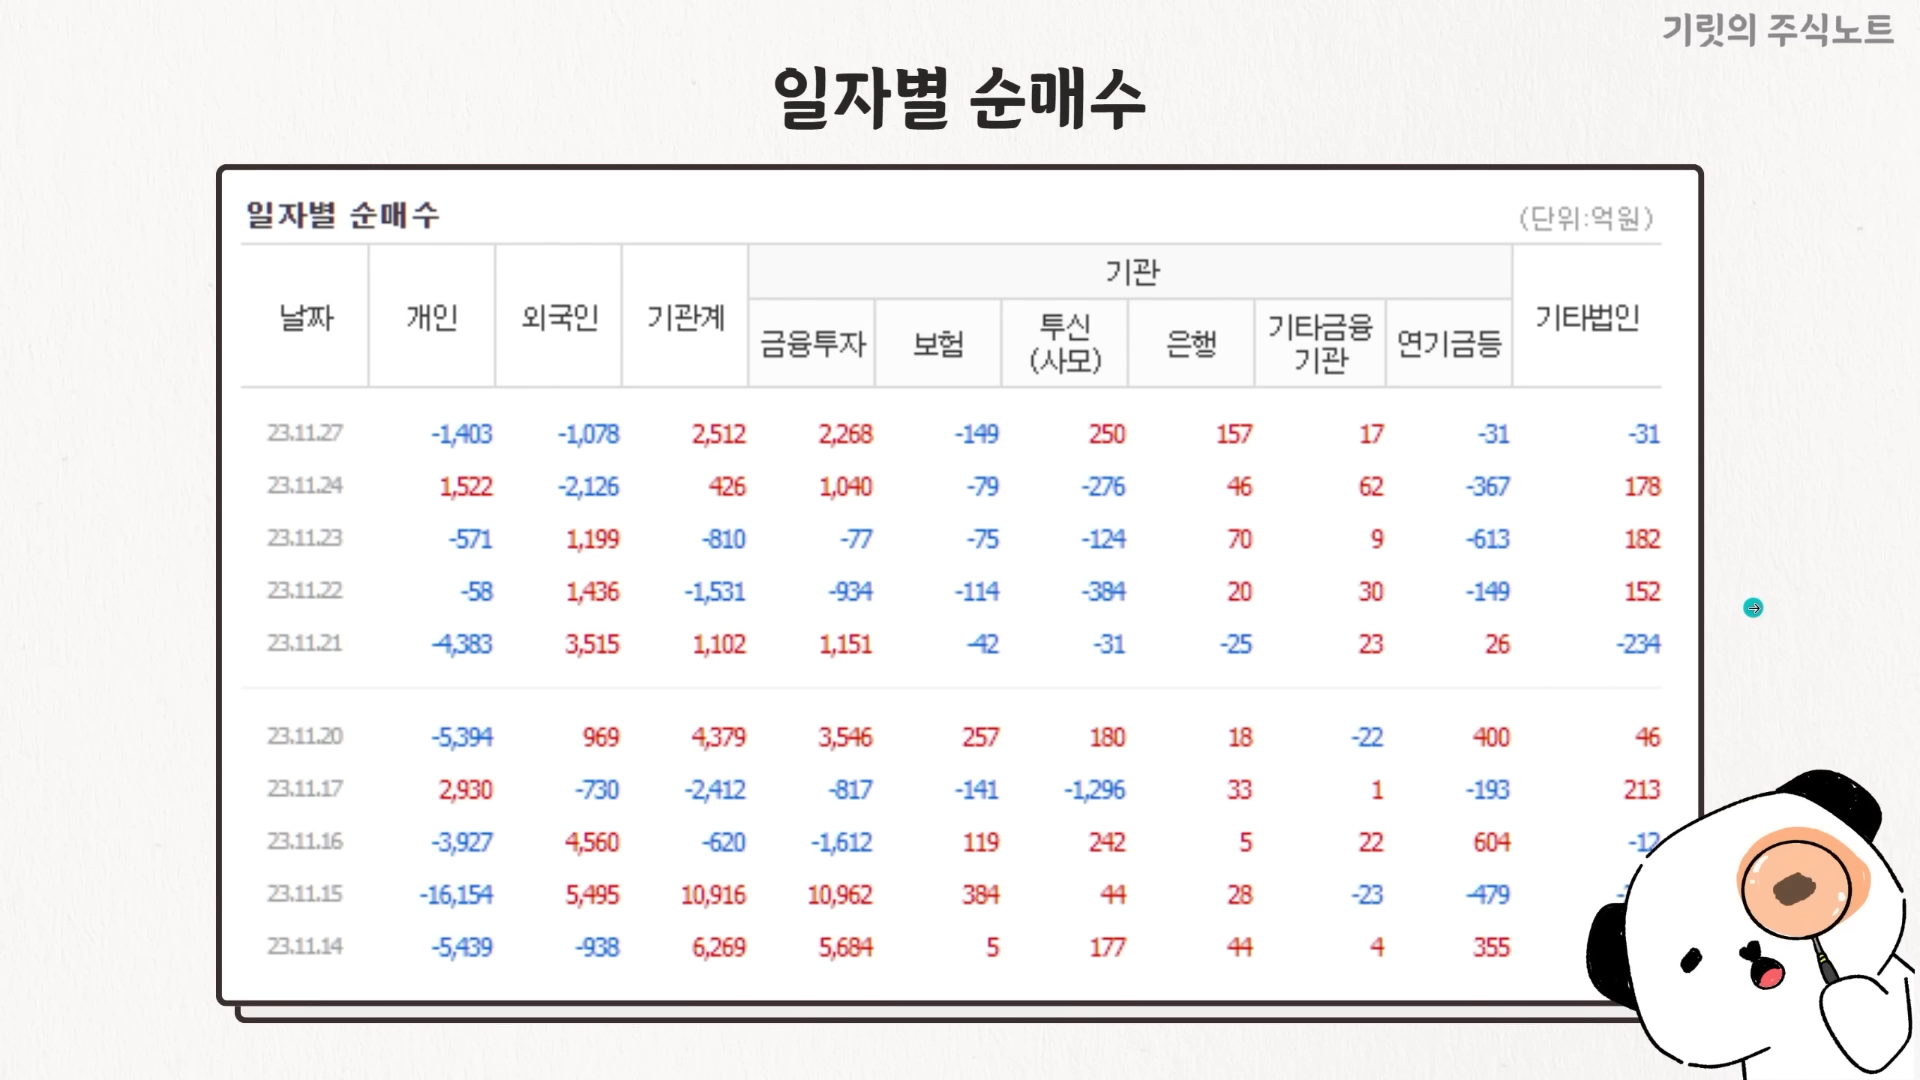 기릿의 주식노트
일자별 순매수
일자별 순매수 (단위:억원)
날짜 개인 외국인 기관계 기관 기타법인
금융투자 보험 투신(사모) 은행 기타금융기관 연기금등
23.11.27 -1,403 -1,078 2,512 2,268 -149 250 157 17 -31 -31
23.11.24 1,522 -2,126 426 1,040 -79 -276 46 62 -367 178
23.11.23 -571 1,199 -810 -77 -75 -124 70 9 -613 182
23.11.22 -58 1,436 -1,531 -934 -114 -384 20 30 -149 152
23.11.21 -4,383 3,515 1,102 1,151 -42 -31 -25 23 26 -234
23.11.20 -5,394 969 4,379 3,546 257 180 18 -22 400 46
23.11.17 2,930 -730 -2,412 -817 -141 -1,296 33 1 -193 213
23.11.16 -3,927 4,560 -620 -1,612 119 242 5 22 604 -12
23.11.15 -16,154 5,495 10,916 10,962 384 44 28 -23 -479
23.11.14 -5,439 -938 6,269 5,684 5 177 44 4 355